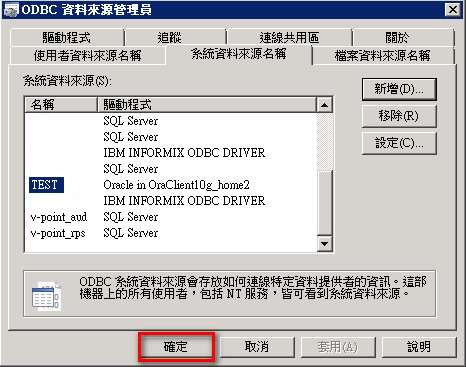 ODBC 資料來源管理員
驅動程式 追蹤 連線共用區 關於
使用者資料來源名稱 系統資料來源名稱 檔案資料來源名稱
系統資料來源(S):
新增(D)...
名稱 驅動程式
SQL Server
移除(R)
SQL Server
IBM INFORMIX ODBC DRIVER
設定(C)...
SQL Server
TEST Oracle in OraClient10g_home2
IBM INFORMIX ODBC DRIVER
v-point_aud SQL Server
v-point_rps SQL Server
ODBC 系統資料來源會存放如何連線特定資料提供者的資訊。這部
機器上的所有使用者，包括 NT 服務，皆可看到系統資料來源。
確定 取消 套用(A) 說明